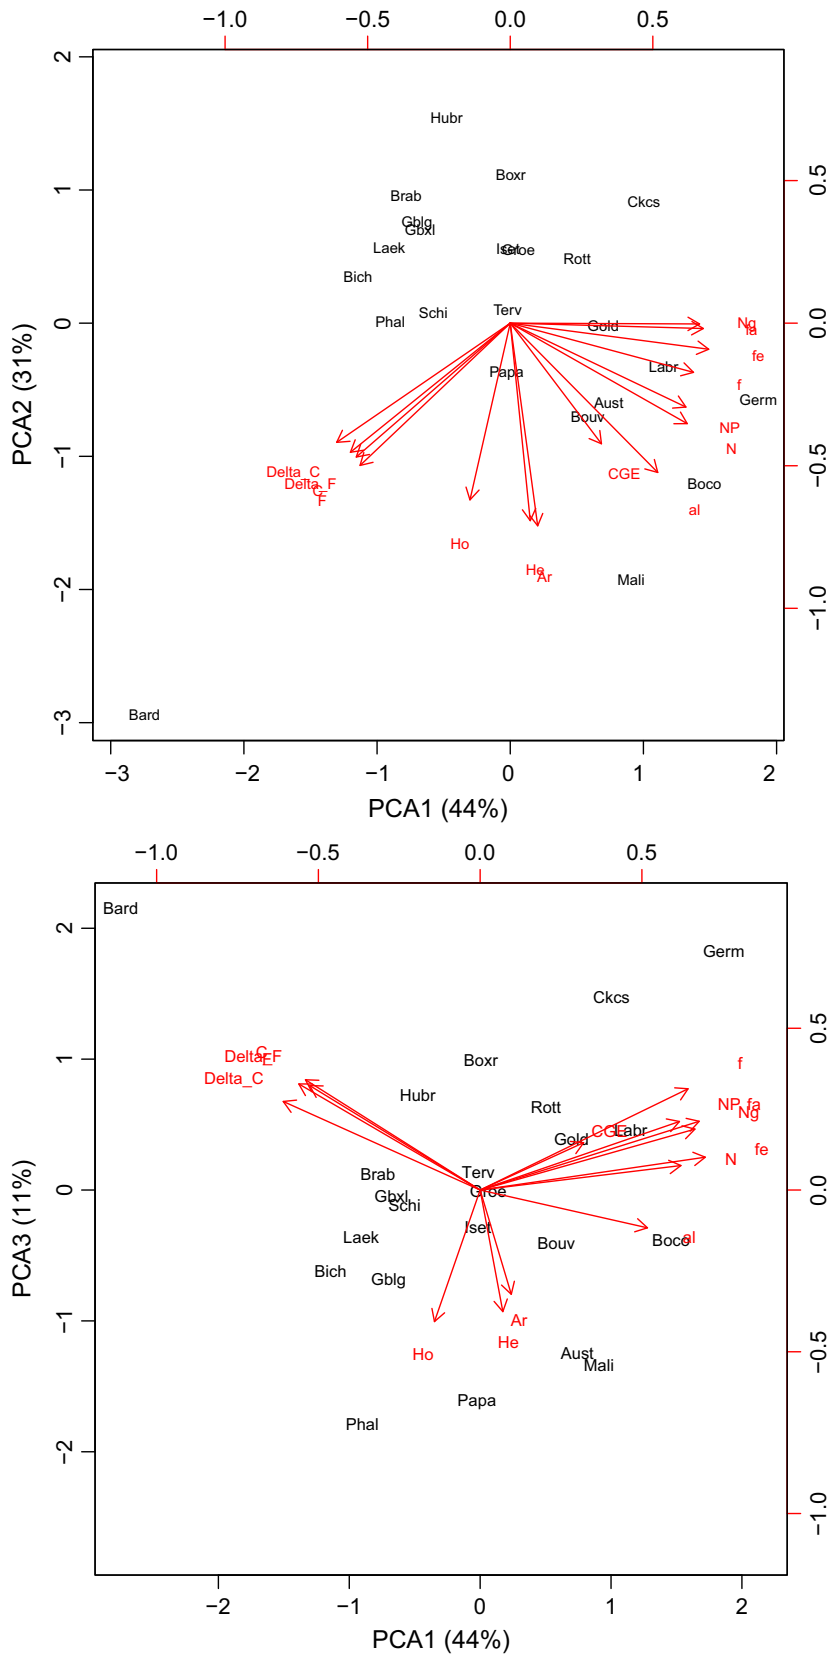 −1.0 −0.5 0.0 0.5
2
Hubr
Boxr
0.5
Brab
1
Ckcs
Gblg
Gbxl
Laek
Iset
Groe
Rott
Bich
Terv
Schi
Phal
0
Gold
Ng
fa
0.0
fe
Papa
Labr
f
Aust
Germ
Bouv
NP
N
PCA2 (31%)
−1
Delta_C
CGE
−0.5
Delta_F
C
Boco
F
al
Ho
He
Ar
Mali
−2
−1.0
Bard
−3
−3 −2 −1 0 1 2
PCA1 (44%)
−1.0 −0.5 0.0 0.5
Bard
2
Germ
Ckcs
0.5
C
Delta_F
F
Boxr
f
1
Delta_C
Hubr
Rott
NP
fa
Ng
CGE
Labr
Gold
fe
N
Brab
Terv
Gbxl
Groe
0
0.0
Schi
Iset
Laek
Bouv
Boco
al
PCA3 (11%)
Bich
Gblg
−1
Ar
He
Ho
Aust
−0.5
Mali
Papa
Phal
−2
−1.0
−2 −1 0 1 2
PCA1 (44%)